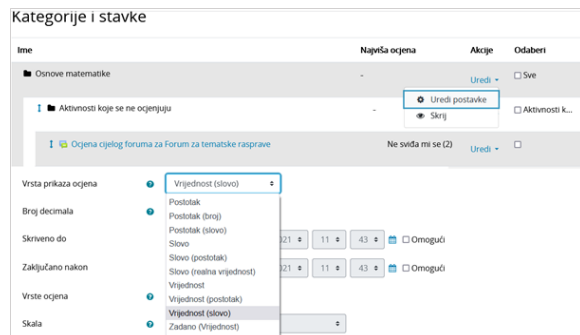 Kategorije i stavke
Ime Najviša ocjena Akcije Odaberi
Osnove matematike - Uredi Sve
Uredi postavke
Aktivnosti koje se ne ocjenjuju - Aktivnosti k...
Skrij
Ocjena cijelog foruma za Forum za tematske rasprave Ne sviđa mi se (2) Uredi
Vrsta prikaza ocjena Vrijednost (slovo)
Postotak
Broj decimala Postotak (broj)
Postotak (slovo)
Skriveno do Slovo 021 11 43 Omogući
Slovo (postotak)
Zaključano nakon Slovo (realna vrijednost) 021 11 43 Omogući
Vrijednost
Vrste ocjena Vrijednost (postotak)
Vrijednost (slovo)
Skala Zadano (Vrijednost)